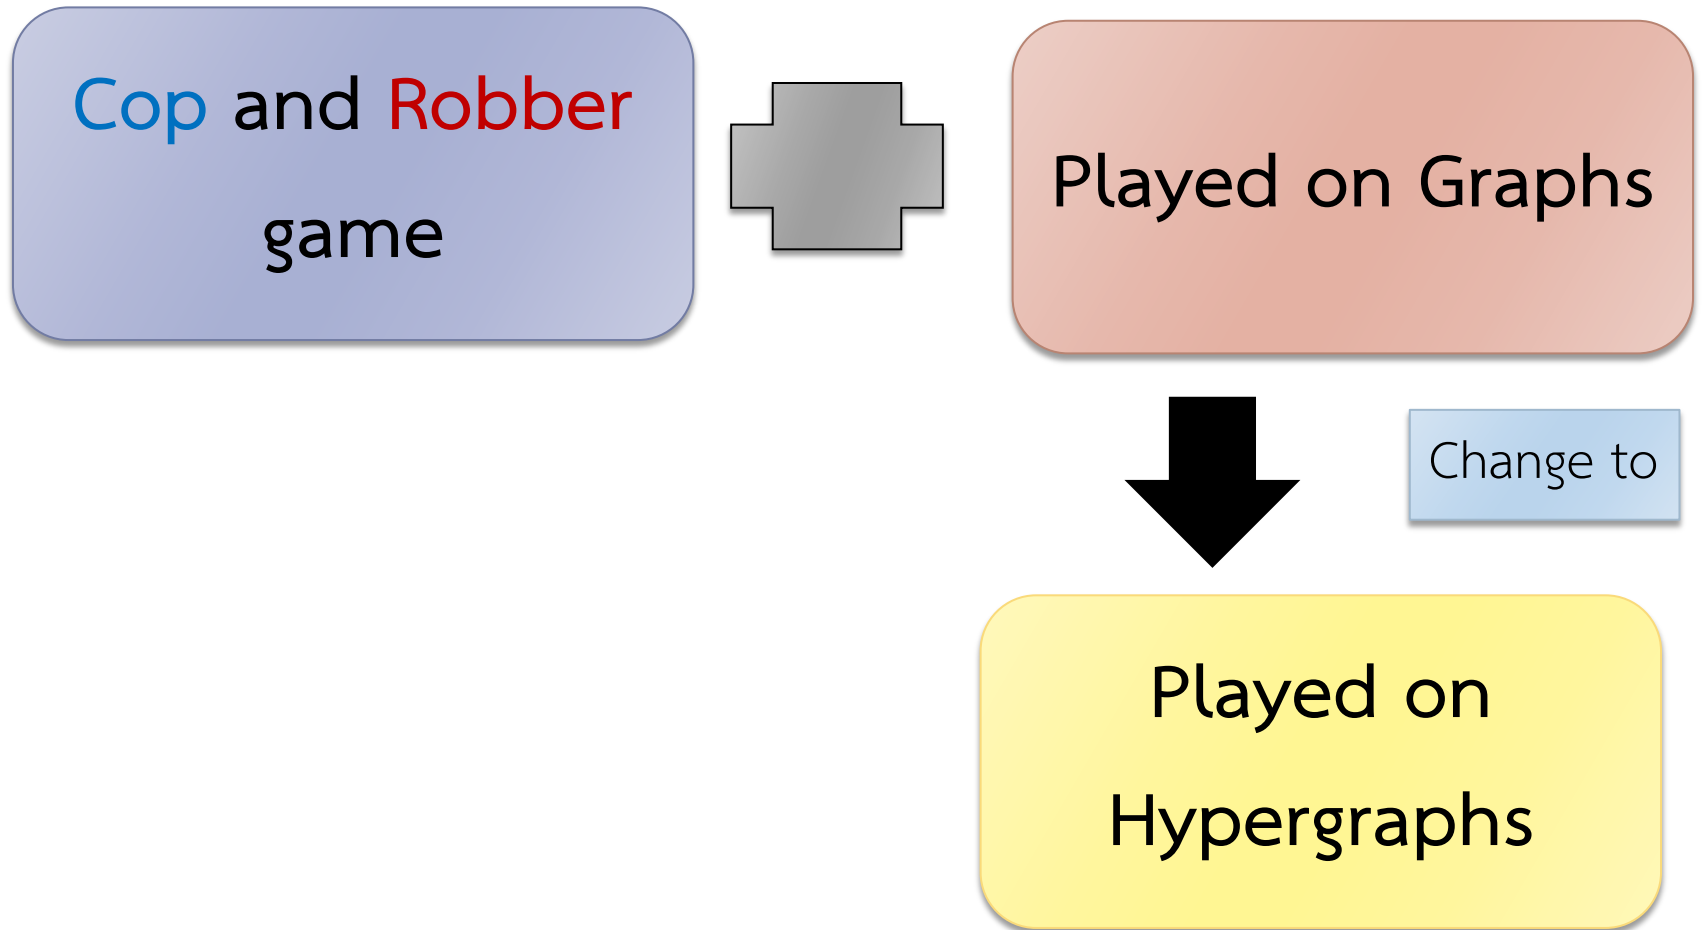 Cop and Robber
game
Played on Graphs
Change to
Played on
Hypergraphs